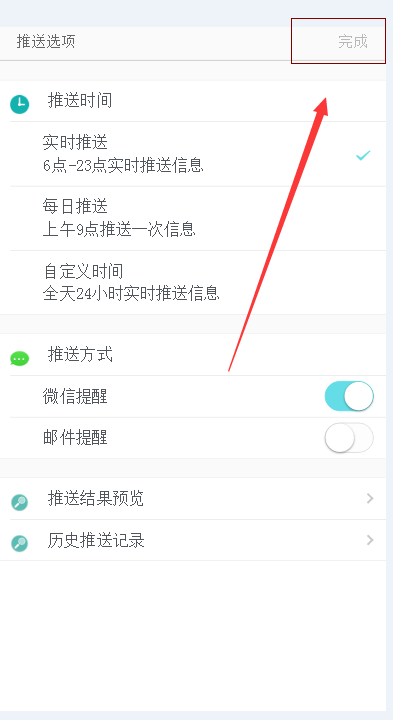 推送选项
完成
推送时间
实时推送
6点-23点实时推送信息
每日推送
上午9点推送一次信息
自定义时间
全天24小时实时推送信息
推送方式
微信提醒
邮件提醒
推送结果预览
历史推送记录